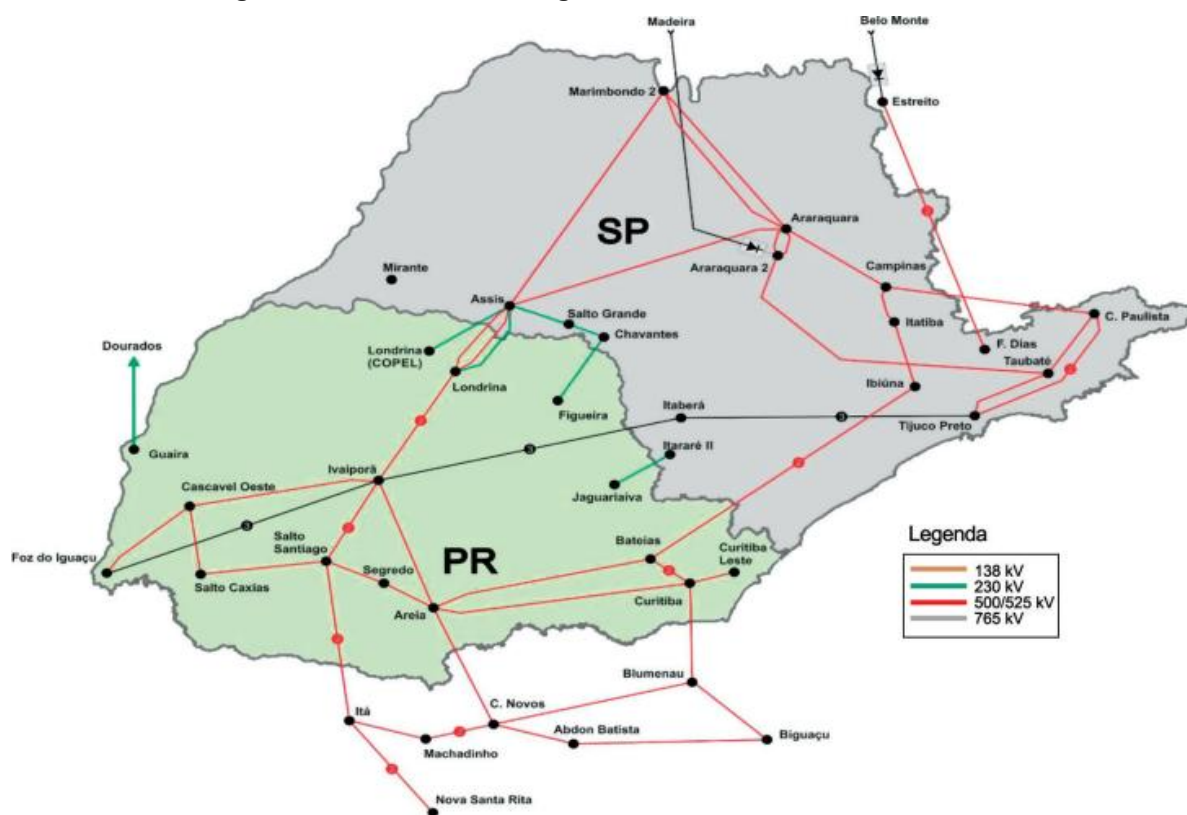 Madeira
Belo Monte
Marimbondo 2
Estreito
SP
Araraquara
Mirante
Araraquara 2
Campinas
Assis
Salto Grande
C. Paulista
Chavantes
Itatiba
Dourados
Londrina
(COPEL)
F. Dias
Taubaté
Londrina
Ibiúna
Figueira
Itaberá
Tijuco Preto
Guaira
Itararé II
Ivaiporã
Cascavel Oeste
Jaguariaiva
3
3
3
Legenda
138 kV
230 kV
500/525 kV
765 kV
Foz do Iguaçu
Salto
Santiago
PR
Bateias
Curitiba
Leste
Salto Caxias
Segredo
Areia
Curitiba
Blumenau
Itá
C. Novos
Abdon Batista
Biguaçu
Machadinho
Nova Santa Rita